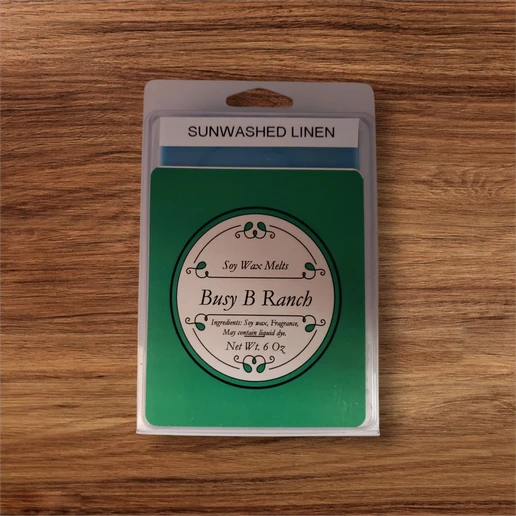 SUNWASHED LINEN
Soy Wax Melts
Busy B Ranch
Ingredients: Soy wax, Fragrance,
May contain liquid dye.
Net Wt. 6 Oz